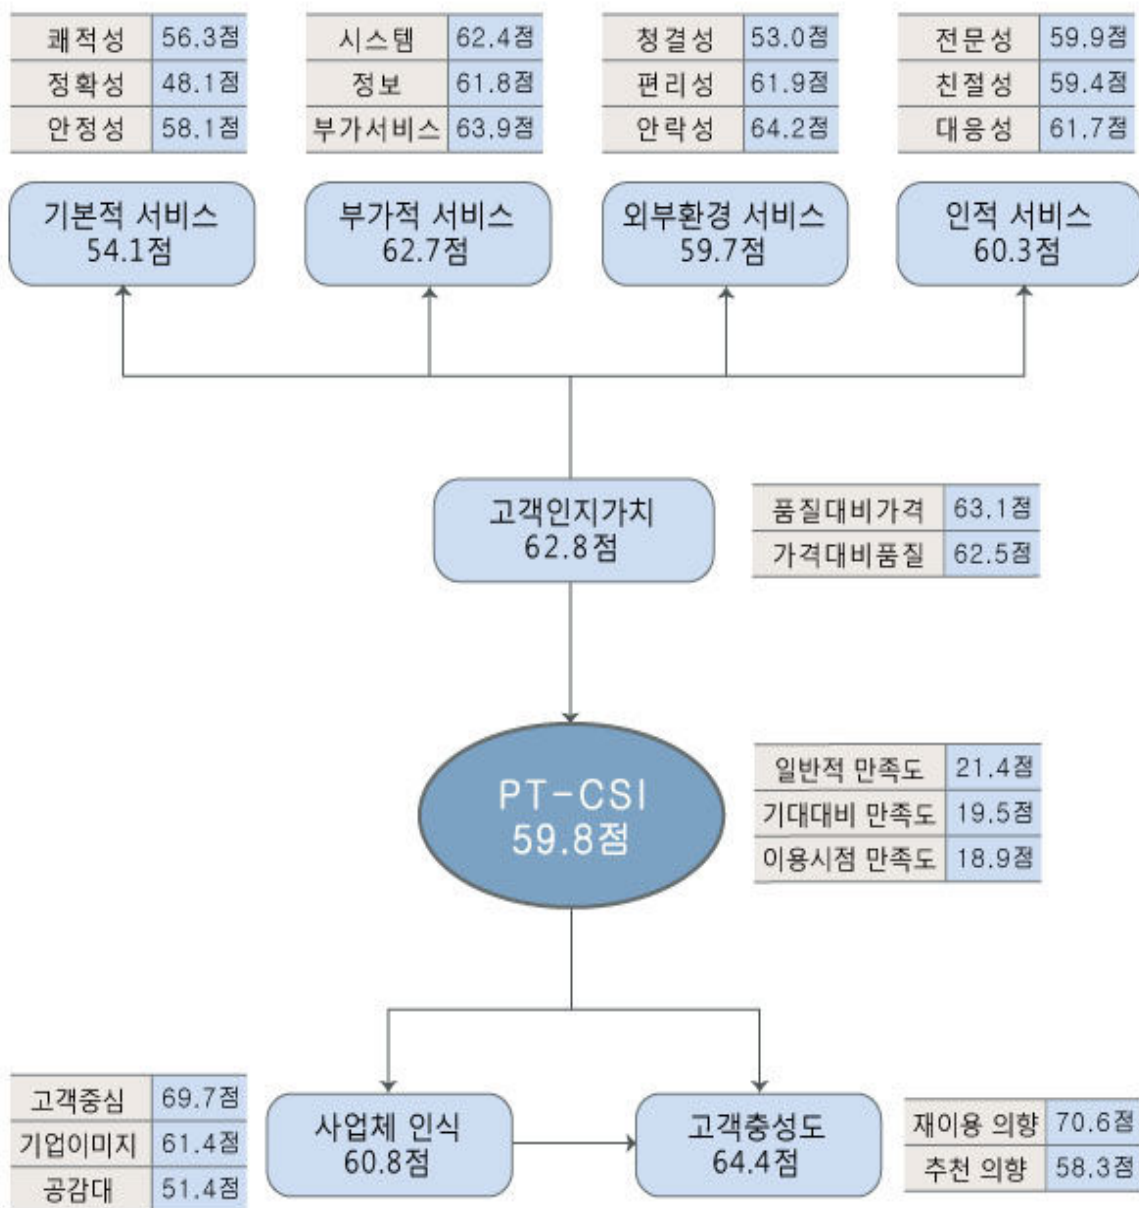 쾌적성 56.3점
정확성 48.1점
안정성 58.1점
시스템 62.4점
정보 61.8점
부가서비스 63.9점
청결성 53.0점
편리성 61.9점
안락성 64.2점
전문성 59.9점
친절성 59.4점
대응성 61.7점
기본적 서비스
54.1점
부가적 서비스
62.7점
외부환경 서비스
59.7점
인적 서비스
60.3점
고객인지가치
62.8점
품질대비가격 63.1점
가격대비품질 62.5점
PT-CSI
59.8점
일반적 만족도 21.4점
기대대비 만족도 19.5점
이용시점 만족도 18.9점
고객중심 69.7점
기업이미지 61.4점
공감대 51.4점
사업체 인식
60.8점
고객충성도
64.4점
재이용 의향 70.6점
추천 의향 58.3점